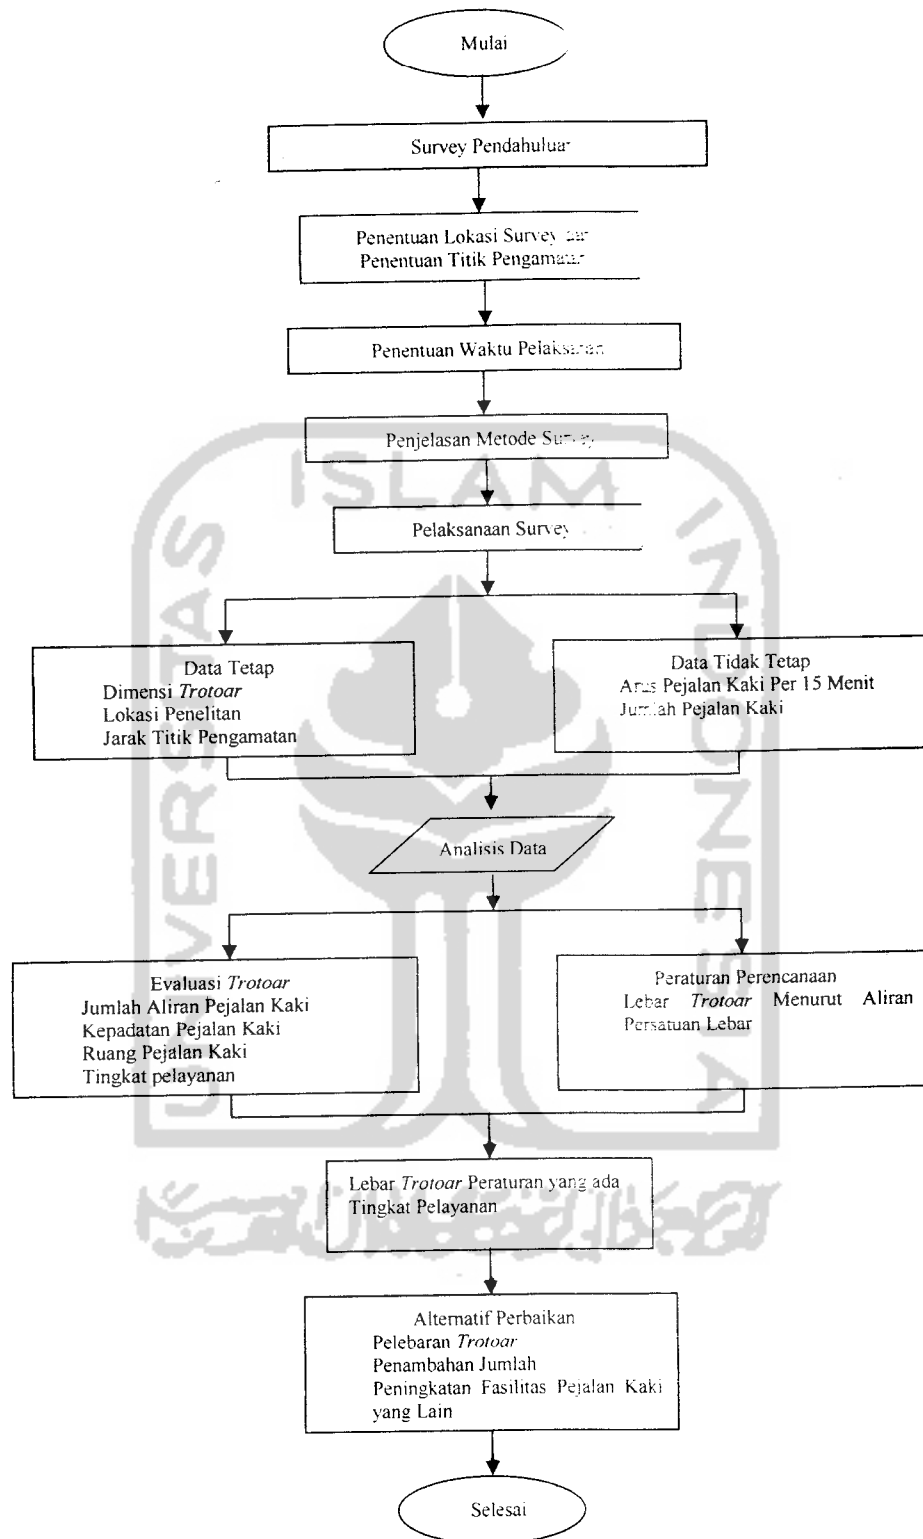 Mulai
Survey Pendahuluan
Penentuan Lokasi Survey dan
Penentuan Titik Pengamatan
Penentuan Waktu Pelaksanaan
Penjelasan Metode Survey
Pelaksanaan Survey
Data Tetap
Dimensi Trotoar
Lokasi Penelitan
Jarak Titik Pengamatan
Data Tidak Tetap
Arus Pejalan Kaki Per 15 Menit
Jumlah Pejalan Kaki
Analisis Data
Evaluasi Trotoar
Jumlah Aliran Pejalan Kaki
Kepadatan Pejalan Kaki
Ruang Pejalan Kaki
Tingkat pelayanan
Peraturan Perencanaan
Lebar Trotoar Menurut Aliran
Persatuan Lebar
Lebar Trotoar Peraturan yang ada
Tingkat Pelayanan
Alternatif Perbaikan
Pelebaran Trotoar
Penambahan Jumlah
Peningkatan Fasilitas Pejalan Kaki
yang Lain
Selesai
UNIVERSITAS
ISLAM
INDONESIA